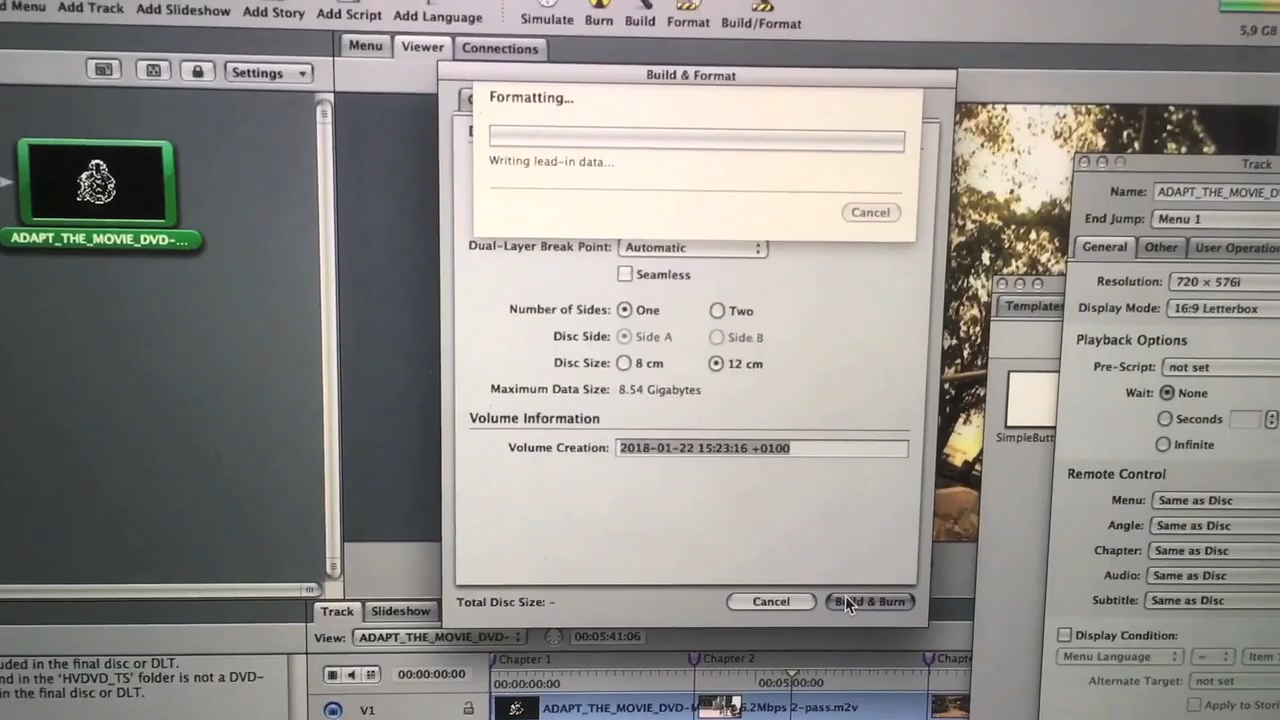 d Menu Add Track Add Slideshow Add Story Add Script Add Language Simulate Burn Build Format Build/Format
5,9 GB
Menu Viewer Connections
Settings
Build & Format
Formatting...
Writing lead-in data...
Cancel
Dual-Layer Break Point: Automatic
Seamless
Number of Sides: One Two
Disc Side: Side A Side B
Disc Size: 8 cm 12 cm
Maximum Data Size: 8.54 Gigabytes
Volume Information
Volume Creation: 2018-01-22 15:23:16 +0100
Total Disc Size: – Cancel Build & Burn
ADAPT_THE_MOVIE_DVD-...
Track
Name: ADAPT_THE_MOVIE_D
End Jump: Menu 1
General Other User Operation
Resolution: 720 x 576i
Display Mode: 16:9 Letterbox
Playback Options
Pre-Script: not set
Wait: None
Seconds
Infinite
Remote Control
Menu: Same as Disc
Angle: Same as Disc
Chapter: Same as Disc
Audio: Same as Disc
Subtitle: Same as Disc
Display Condition:
Menu Language = Item
Alternate Target: not set
Apply to Stori
Templates
SimpleButt
Track Slideshow
View: ADAPT_THE_MOVIE_DVD- 00:05:41:06
Chapter 1 Chapter 2 Chapt
00:00:00:00 00:00:00:00 00:05:00:00
V1 ADAPT_THE_MOVIE_DVD-M 6.2Mbps 2-pass.m2v
uded in the final disc or DLT.
nd in the 'HVDVD_TS' folder is not a DVD-
in the final disc or DLT.